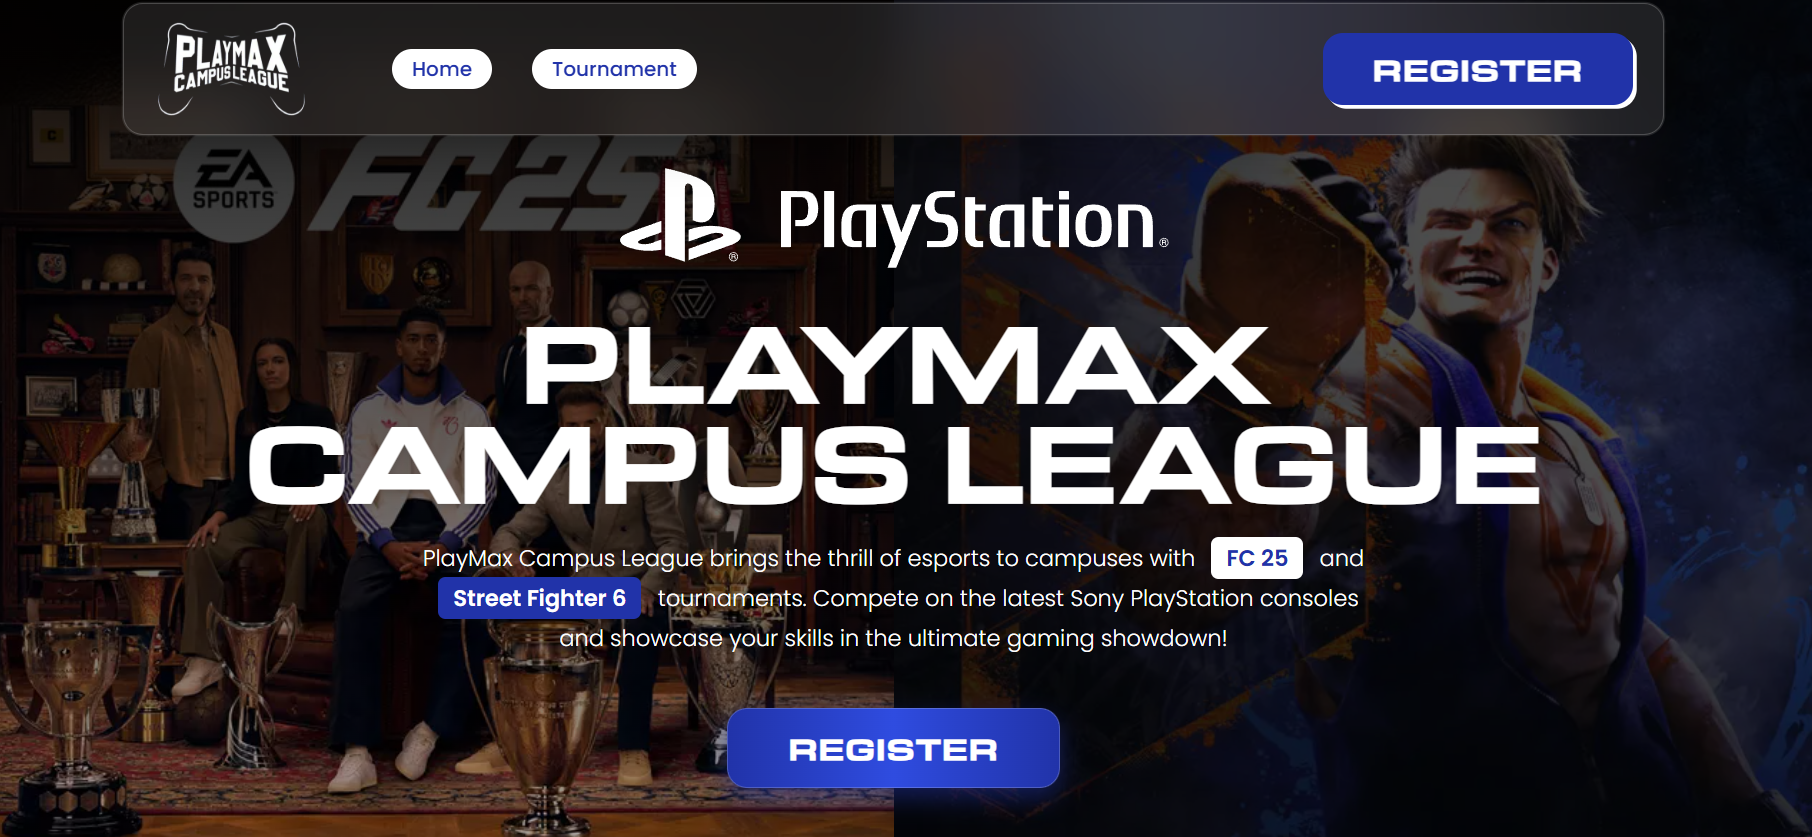 PLAYMAX
CAMPUS LEAGUE
Home
Tournament
REGISTER
EA
SPORTS
FC 25
PlayStation®
PLAYMAX
CAMPUS LEAGUE
PlayMax Campus League brings the thrill of esports to campuses with FC 25 and
Street Fighter 6 tournaments. Compete on the latest Sony PlayStation consoles
and showcase your skills in the ultimate gaming showdown!
REGISTER